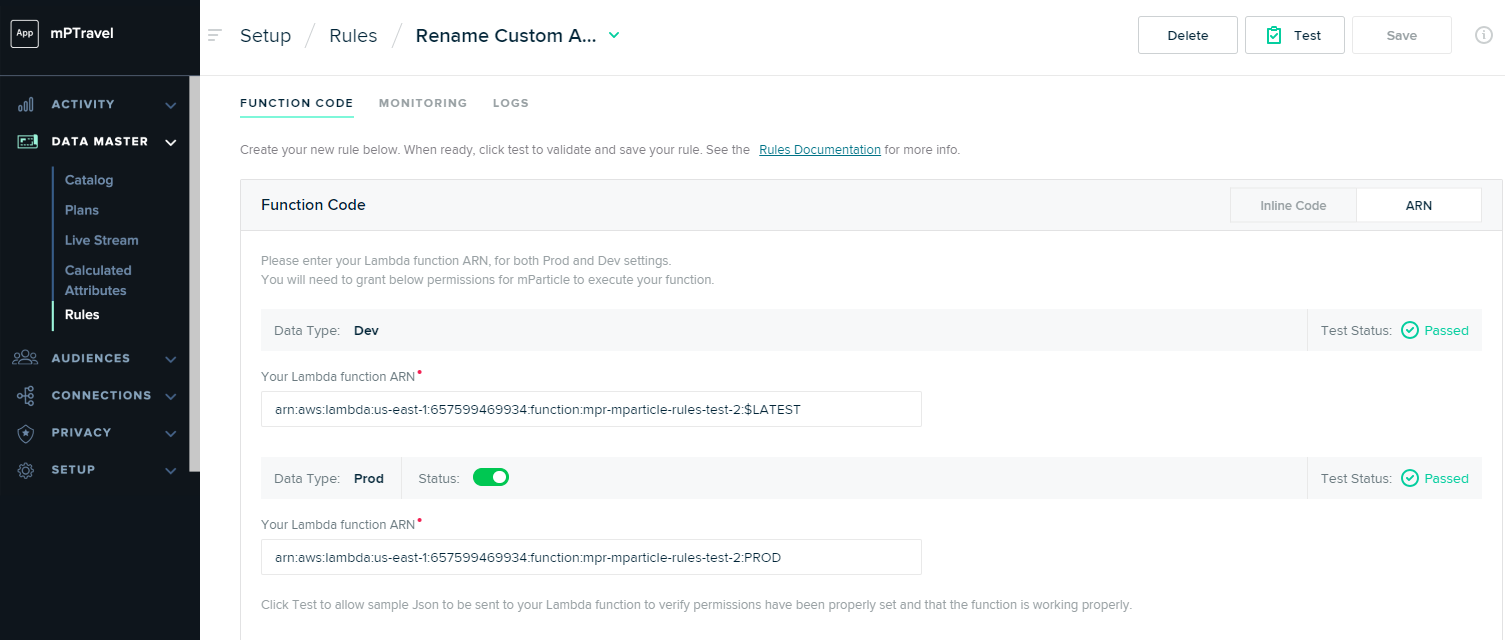 App mPTravel
Setup / Rules / Rename Custom A...
Delete
Test
Save
ACTIVITY
DATA MASTER
Catalog
Plans
Live Stream
Calculated
Attributes
Rules
AUDIENCES
CONNECTIONS
PRIVACY
SETUP
FUNCTION CODE MONITORING LOGS
Create your new rule below. When ready, click test to validate and save your rule. See the Rules Documentation for more info.
Function Code
Inline Code ARN
Please enter your Lambda function ARN, for both Prod and Dev settings.
You will need to grant below permissions for mParticle to execute your function.
Data Type: Dev
Test Status: Passed
Your Lambda function ARN
arn:aws:lambda:us-east-1:657599469934:function:mpr-mparticle-rules-test-2:$LATEST
Data Type: Prod Status:
Test Status: Passed
Your Lambda function ARN
arn:aws:lambda:us-east-1:657599469934:function:mpr-mparticle-rules-test-2:PROD
Click Test to allow sample Json to be sent to your Lambda function to verify permissions have been properly set and that the function is working properly.